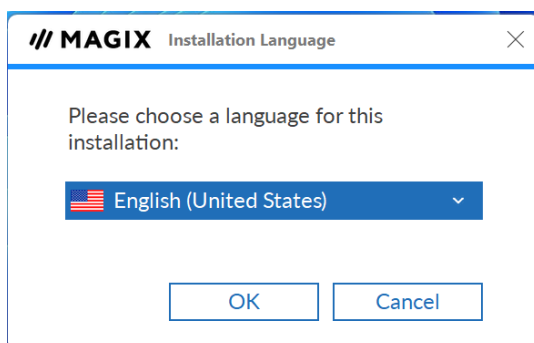 MAGIX Installation Language
Please choose a language for this
installation:
English (United States)
OK Cancel